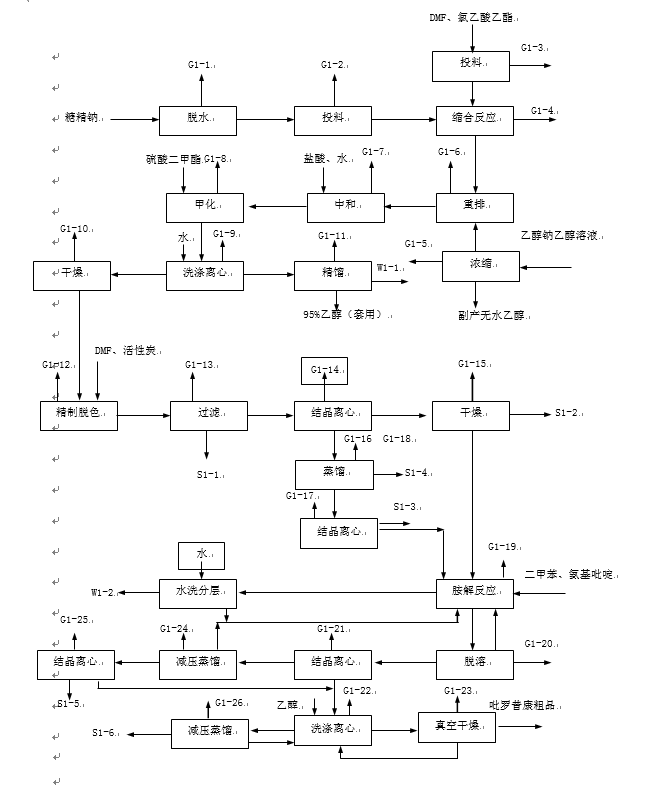 DMF、氯乙酸乙酯
投料
G1-3
G1-1
G1-2
G1-4
糖精钠
脱水
投料
缩合反应
硫酸二甲酯
G1-8
盐酸、水
G1-7
G1-6
甲化
中和
重排
G1-10
水
G1-9
G1-11
G1-5
乙醇钠乙醇溶液
干燥
洗涤离心
精馏
W1-1
浓缩
95%乙醇（套用）
副产无水乙醇
DMF、活性炭
G1-12
G1-13
G1-14
G1-15
精制脱色
过滤
结晶离心
干燥
S1-2
S1-1
G1-16
G1-18
蒸馏
S1-4
G1-17
S1-3
结晶离心
水
G1-19
二甲苯、氨基吡啶
W1-2
水洗分层
胺解反应
G1-25
G1-24
G1-21
G1-20
结晶离心
减压蒸馏
结晶离心
脱溶
S1-5
G1-26
乙醇
G1-22
G1-23
吡罗昔康粗品
S1-6
减压蒸馏
洗涤离心
真空干燥